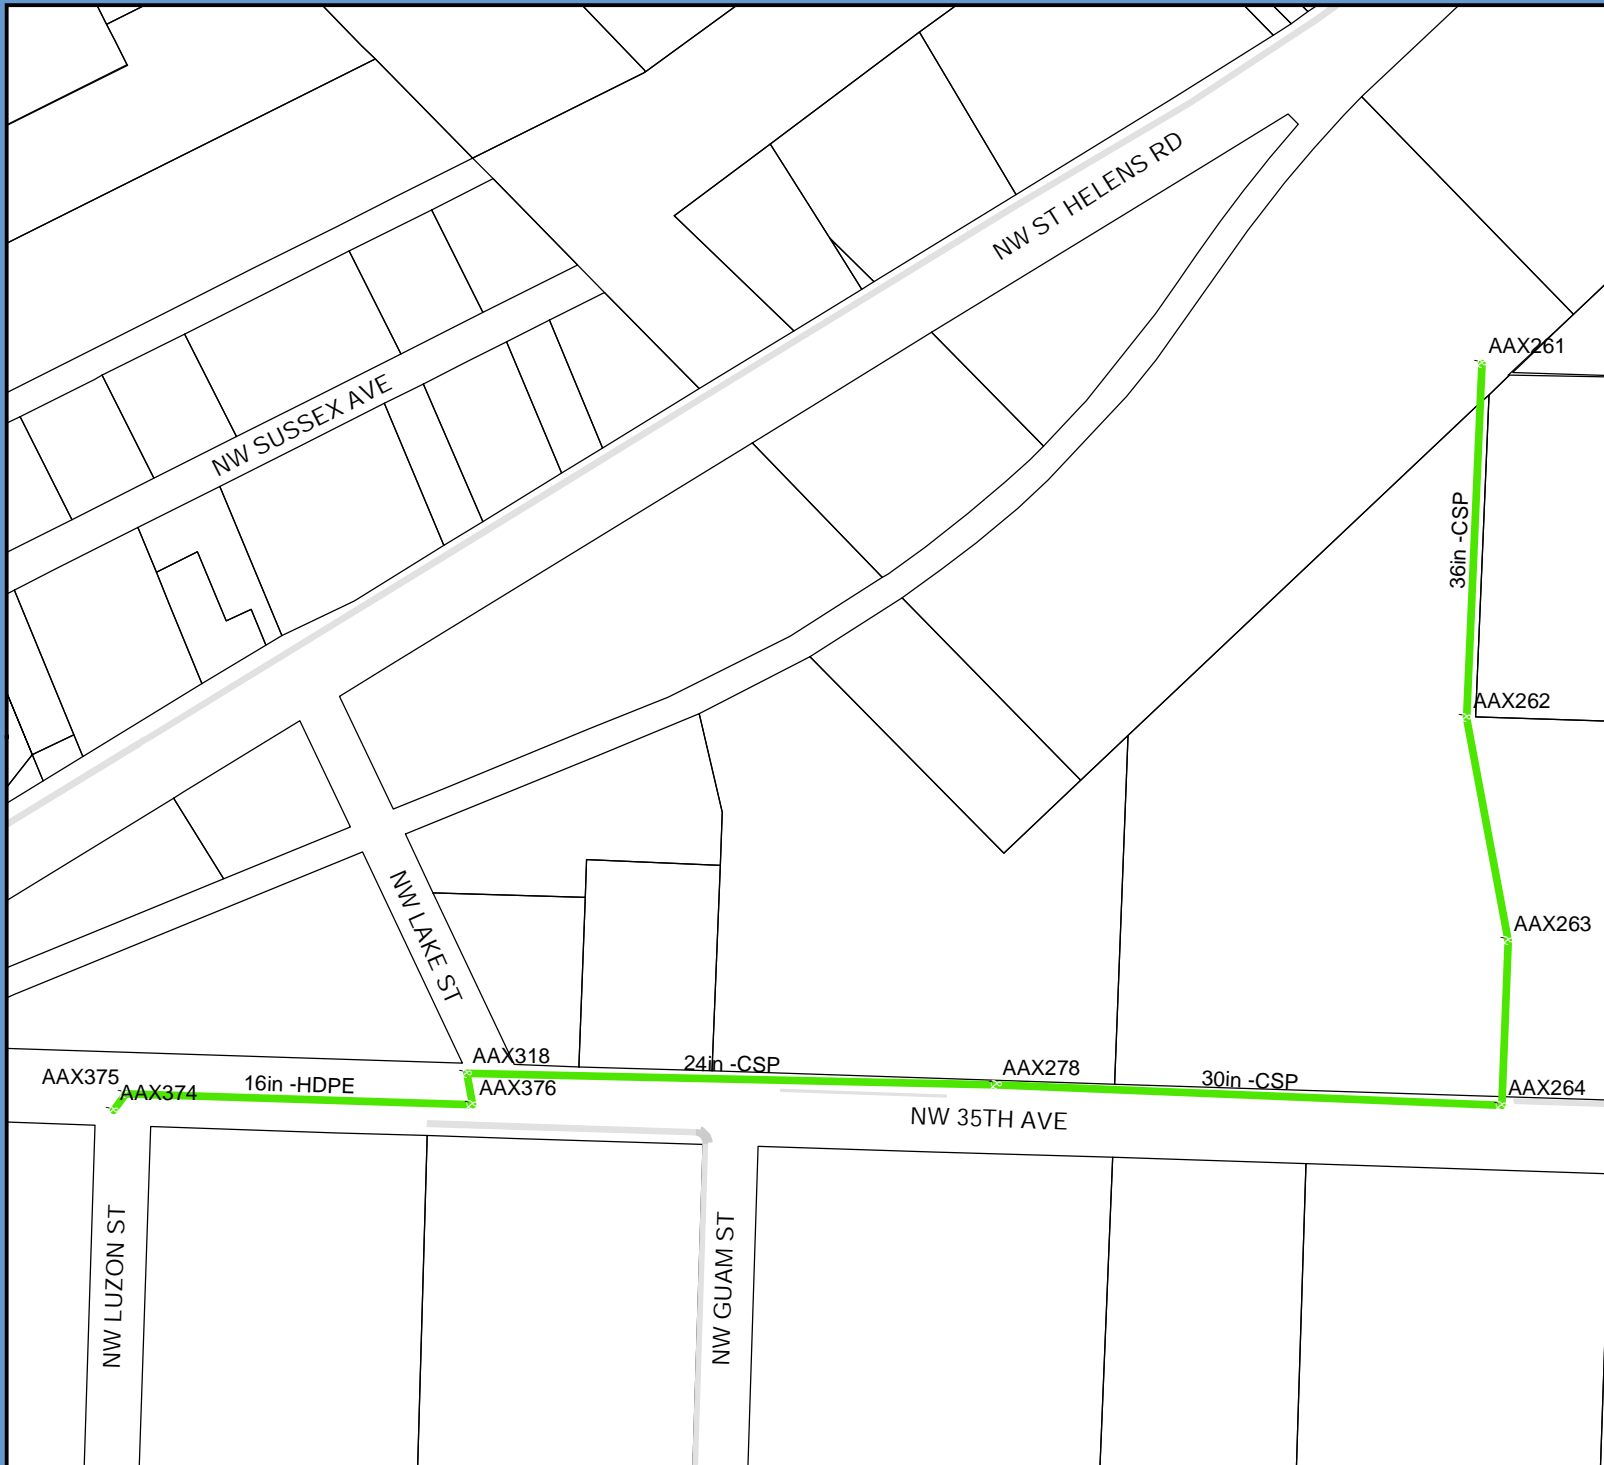 NW ST HELENS RD
AAX261
NW SUSSEX AVE
36in -CSP
AAX262
AAX263
NW LAKE ST
AAX318
24in -CSP
AAX278
30in -CSP
AAX264
AAX375
AAX374
16in -HDPE
AAX376
NW 35TH AVE
NW LUZON ST
NW GUAM ST